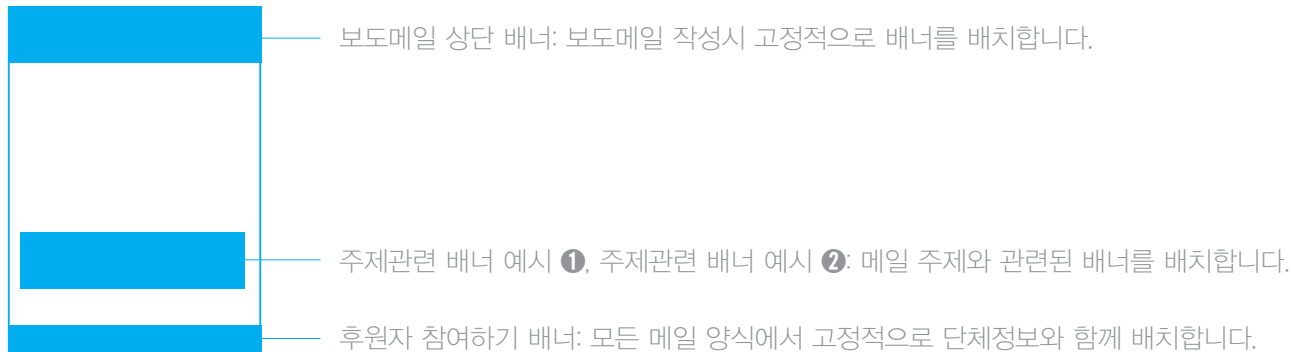 보도메일 상단 배너: 보도메일 작성시 고정적으로 배너를 배치합니다.
주제관련 배너 예시 ❶, 주제관련 배너 예시 ❷: 메일 주제와 관련된 배너를 배치합니다.
후원자 참여하기 배너: 모든 메일 양식에서 고정적으로 단체정보와 함께 배치합니다.